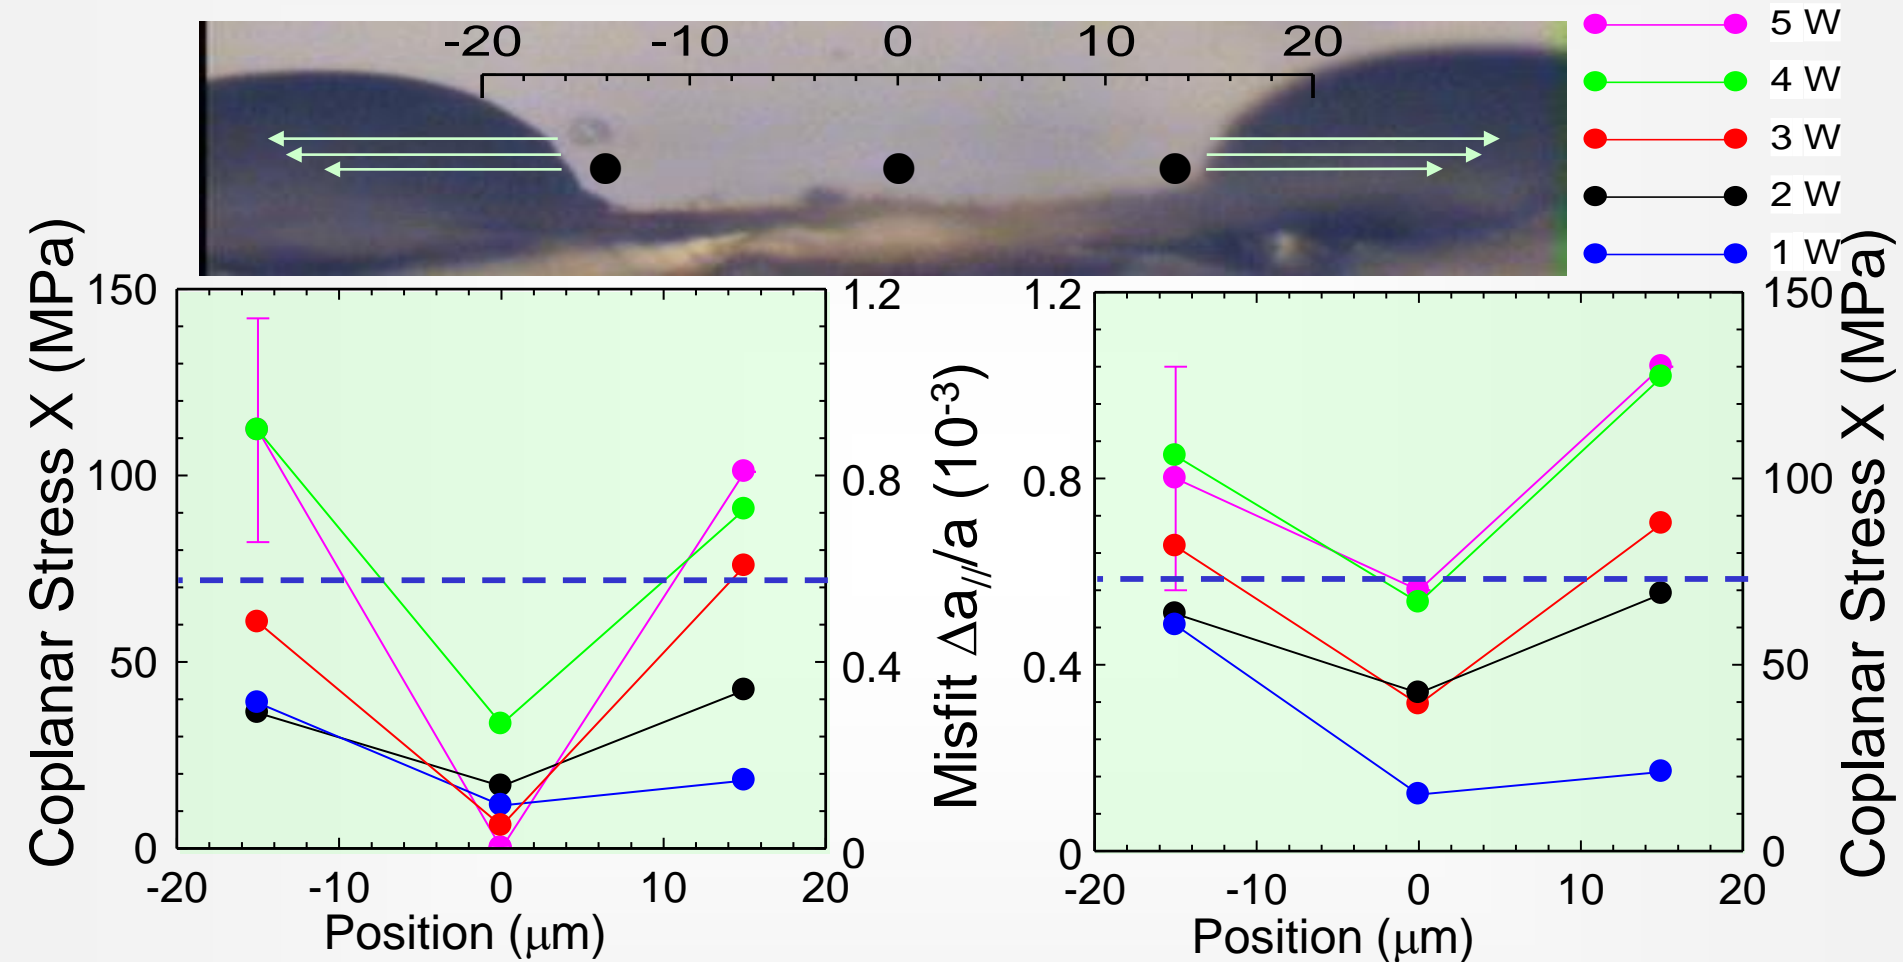 -20 -10 0 10 20
5 W
4 W
3 W
2 W
1 W
Coplanar Stress X (MPa)
150
100
50
0
-20 -10 0 10 20
Position (μm)
1.2
0.8
0.4
0
Misfit Δa///a (10-3)
1.2
0.8
0.4
0
-20 -10 0 10 20
Position (μm)
150
100
50
0
Coplanar Stress X (MPa)